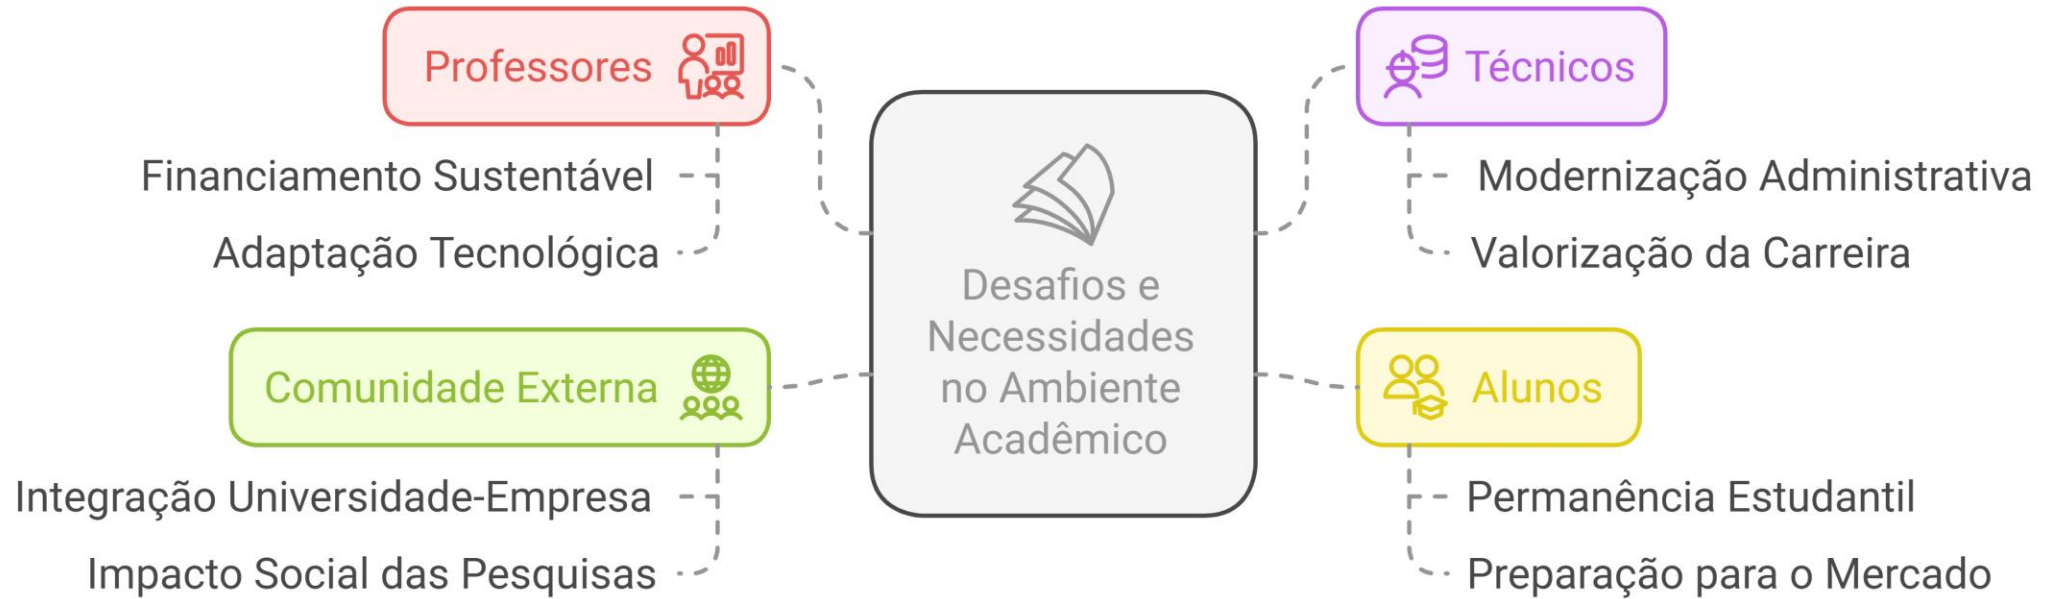 Professores
Financiamento Sustentável
Adaptação Tecnológica
Comunidade Externa
Integração Universidade-Empresa
Impacto Social das Pesquisas
Desafios e
Necessidades
no Ambiente
Acadêmico
Técnicos
Modernização Administrativa
Valorização da Carreira
Alunos
Permanência Estudantil
Preparação para o Mercado